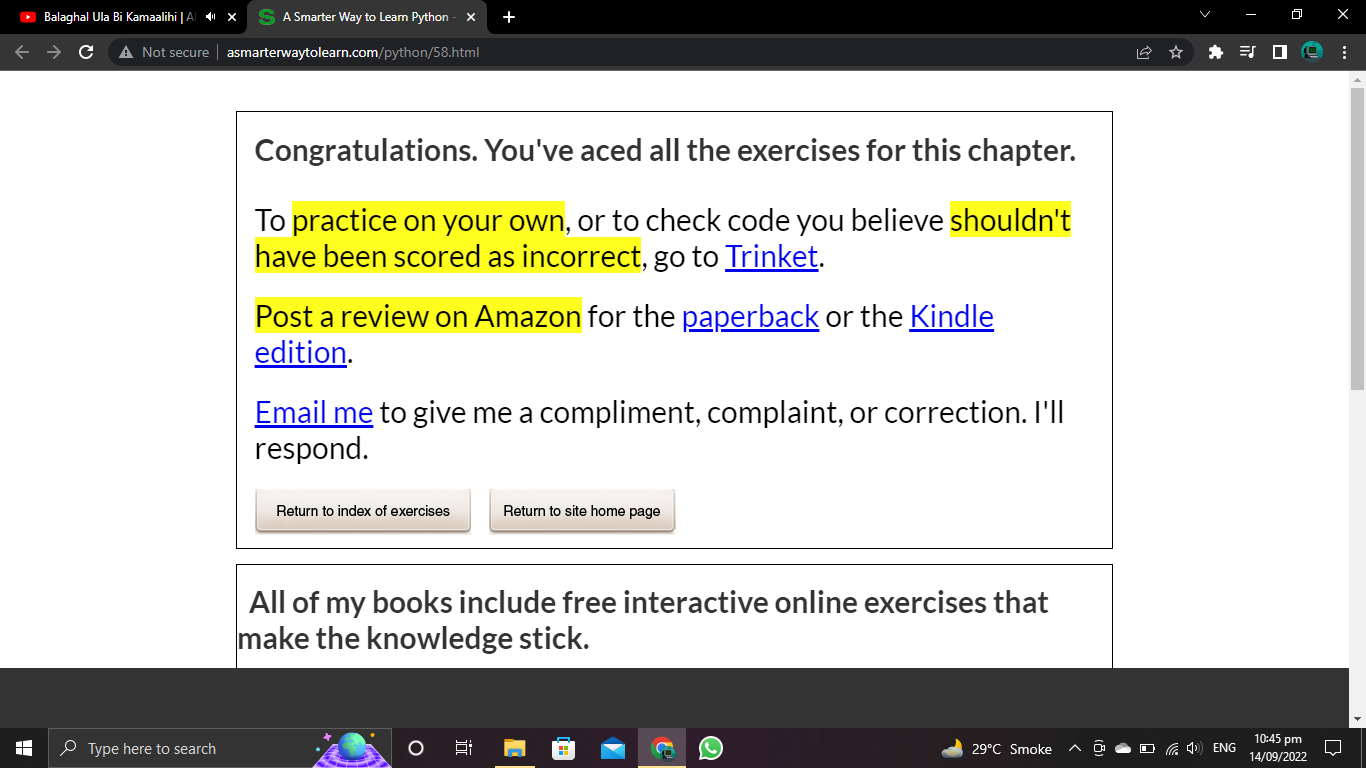 Balaghal Ula Bi Kamaalihi |
A Smarter Way to Learn Python -
Not secure | asmarterwaytolearn.com/python/58.html
Congratulations. You've aced all the exercises for this chapter.
To practice on your own, or to check code you believe shouldn't
have been scored as incorrect, go to Trinket.
Post a review on Amazon for the paperback or the Kindle
edition.
Email me to give me a compliment, complaint, or correction. I'll
respond.
Return to index of exercises
Return to site home page
All of my books include free interactive online exercises that
make the knowledge stick.
Type here to search
29°C Smoke
ENG
10:45 pm
14/09/2022